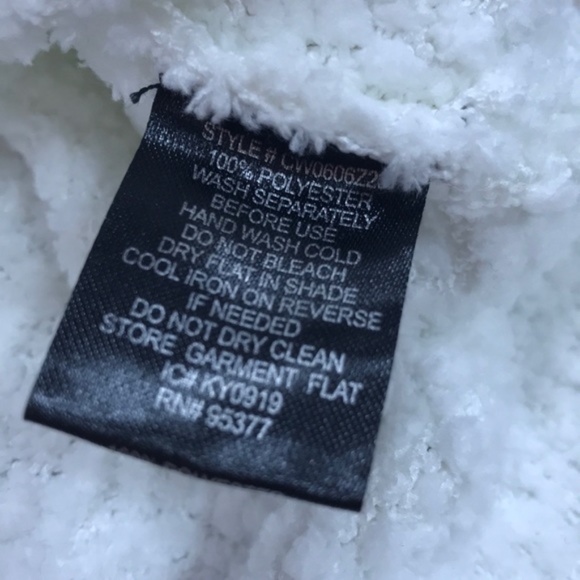 STYLE # CW0606Z2
100% POLYESTER
WASH SEPARATELY
BEFORE USE
HAND WASH COLD
DO NOT BLEACH
DRY FLAT IN SHADE
COOL IRON ON REVERSE
IF NEEDED
DO NOT DRY CLEAN
STORE GARMENT FLAT
IC# KY0919
RN# 95377